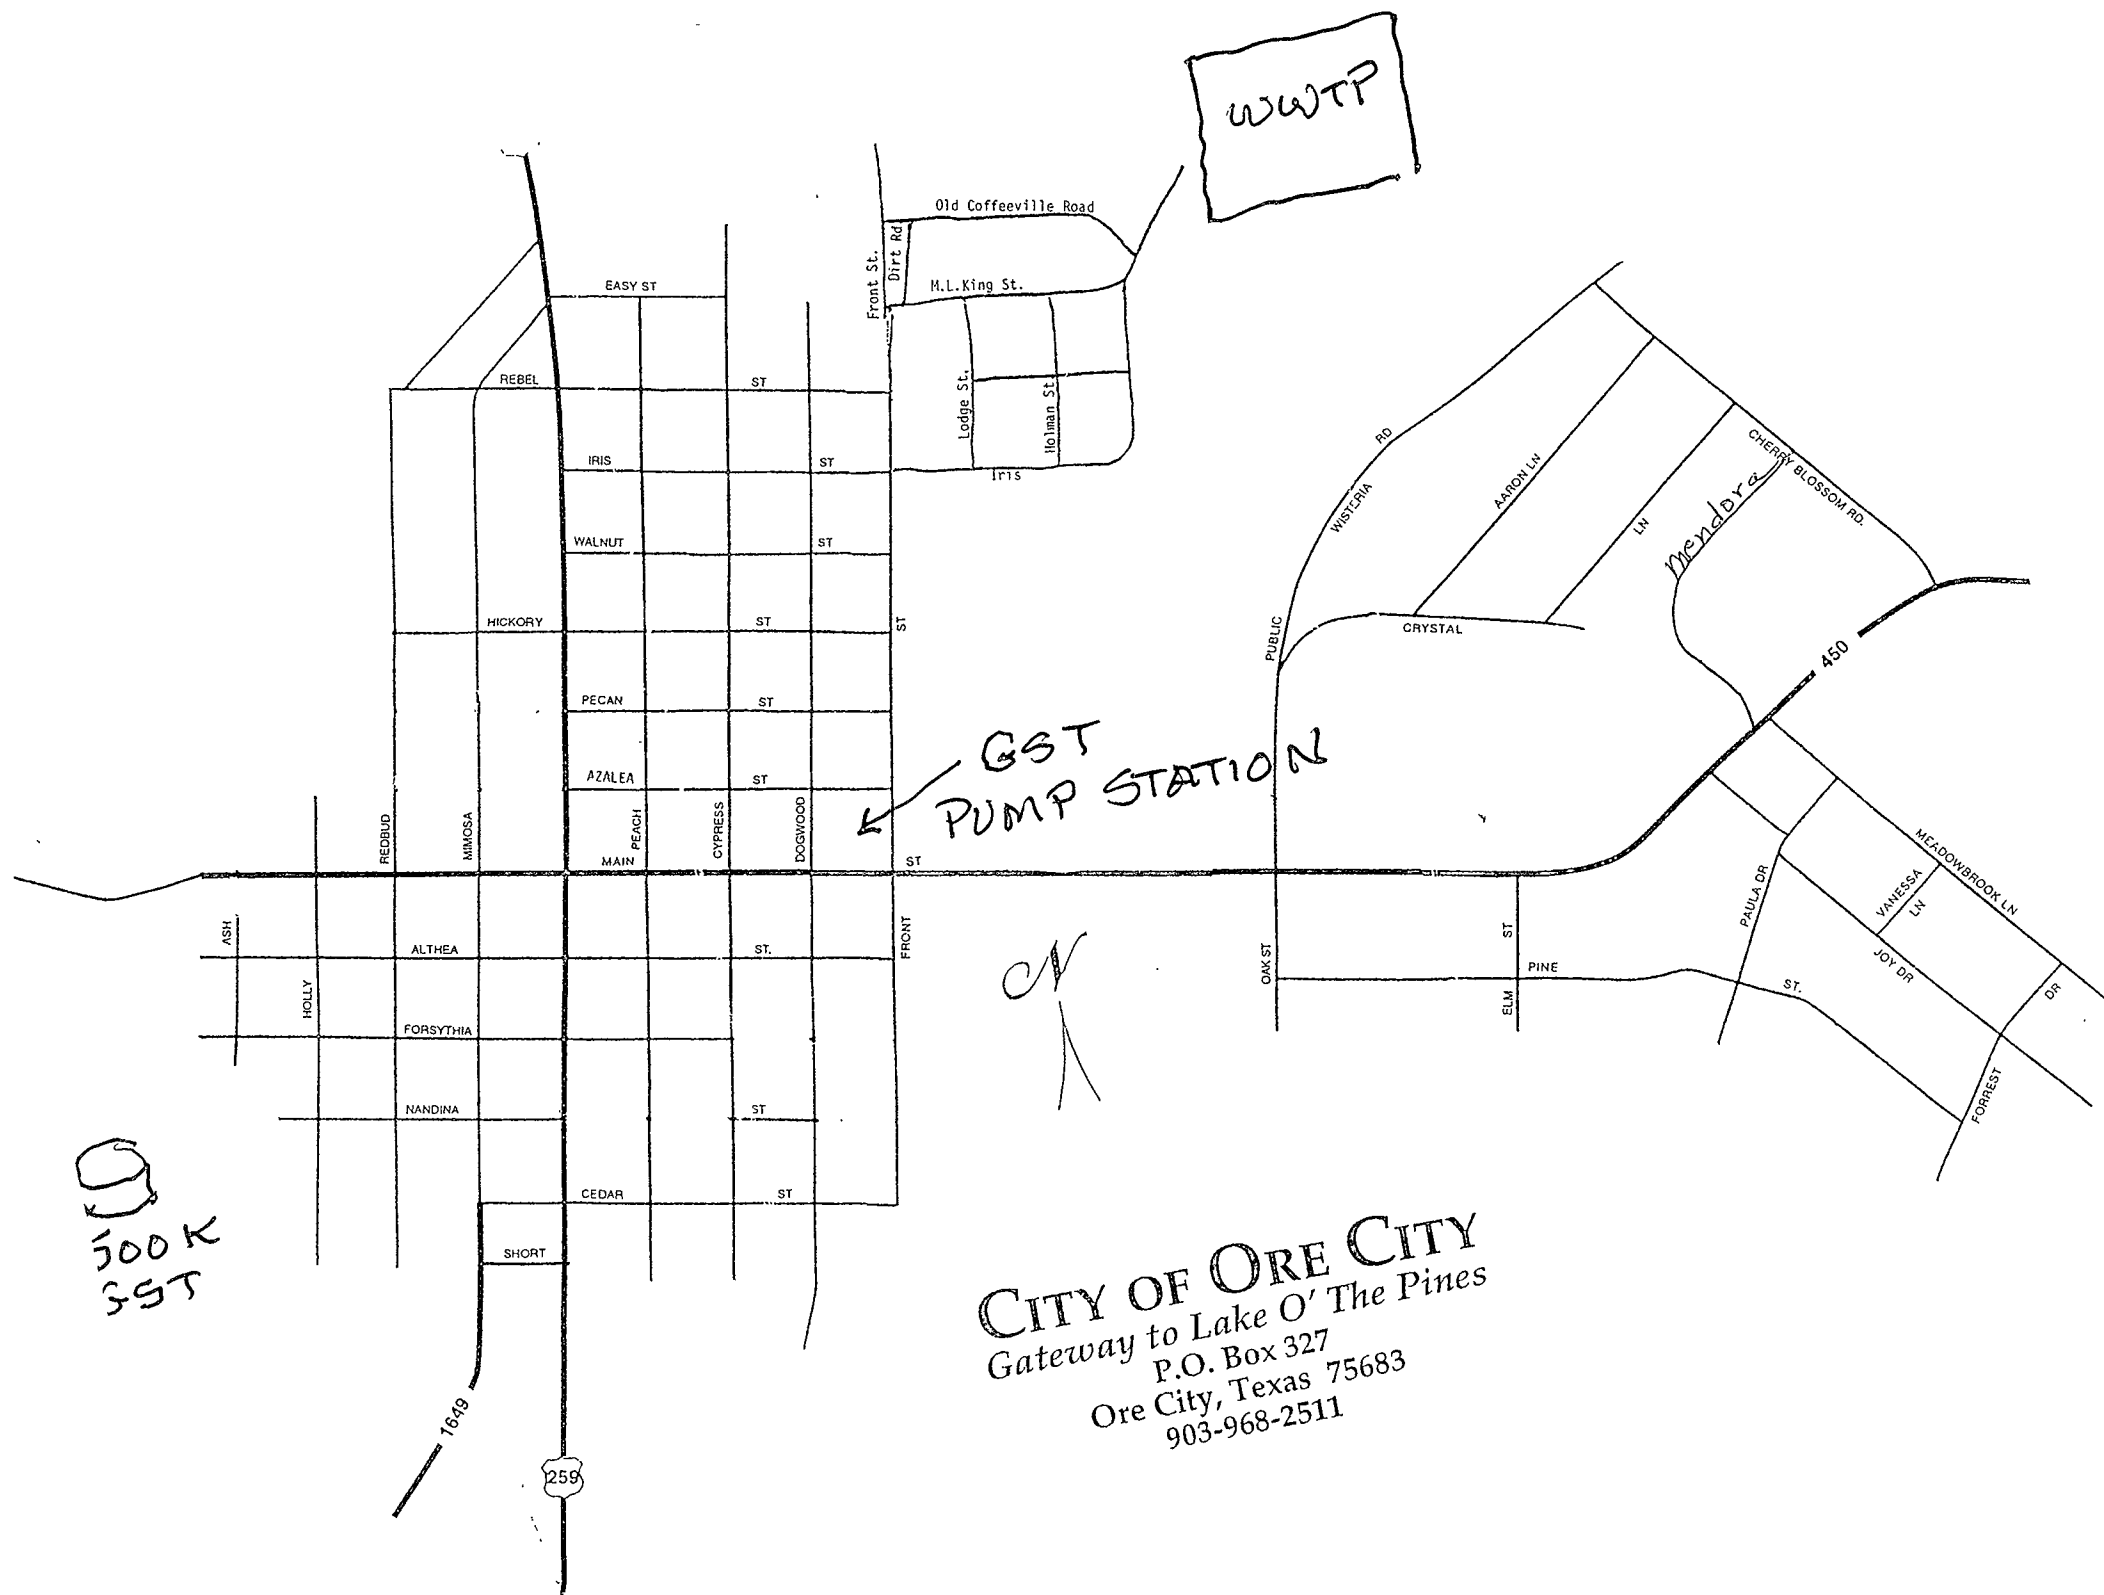 WWTP
Old Coffeeville Road
Front St.
Dirt Rd
M.L.King St.
EASY ST
REBEL ST
Lodge St.
Holman St
IRIS ST
Iris
WALNUT ST
HICKORY ST
ST
PECAN ST
AZALEA ST
GST
PUMP STATION
REDBUD
MIMOSA
PEACH
CYPRESS
DOGWOOD
MAIN ST
ASH
ALTHEA ST.
FRONT
HOLLY
FORSYTHIA
NANDINA ST
CEDAR ST
SHORT
500K
GST
1649
259
N
WISTERIA RD
PUBLIC
AARON LN
LN
CHERRY BLOSSOM RD.
CRYSTAL
450
MEADOWBROOK LN
VANESSA
LN
PAULA DR
JOY DR
OAK ST
ELM ST
PINE ST.
FORREST DR
CITY OF ORE CITY
Gateway to Lake O' The Pines
P.O. Box 327
Ore City, Texas 75683
903-968-2511